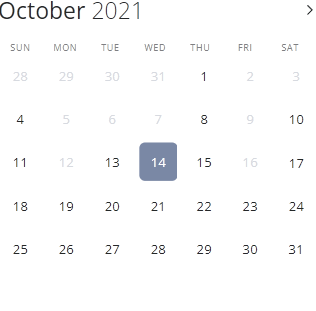 October 2021
SUN MON TUE WED THU FRI SAT
28 29 30 31 1 2 3
4 5 6 7 8 9 10
11 12 13 14 15 16 17
18 19 20 21 22 23 24
25 26 27 28 29 30 31